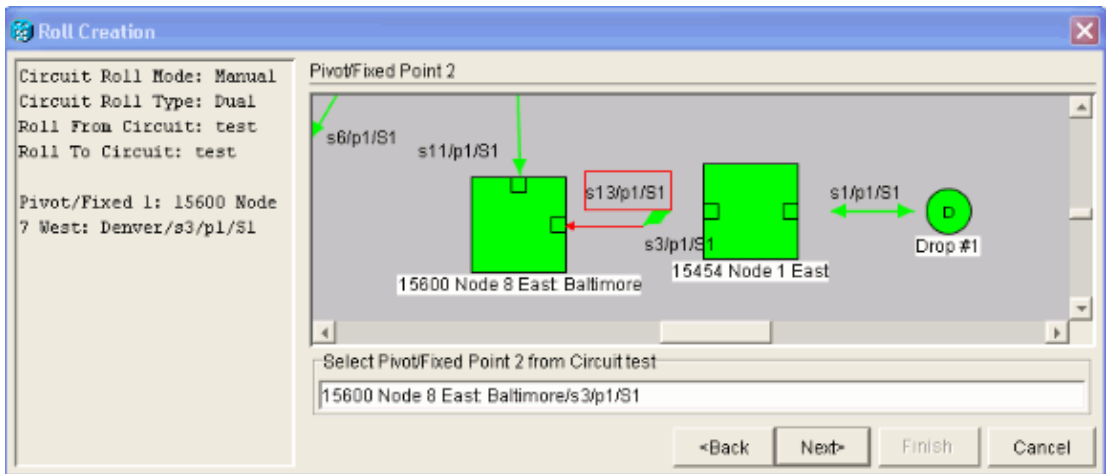 Roll Creation
Circuit Roll Mode: Manual
Circuit Roll Type: Dual
Roll From Circuit: test
Roll To Circuit: test
Pivot/Fixed 1: 15600 Node
7 West: Denver/s3/p1/S1
Pivot/Fixed Point 2
s6/p1/S1
s11/p1/S1
s13/p1/S1
s1/p1/S1
s3/p1/S1
D
Drop #1
15454 Node 1 East
15600 Node 8 East: Baltimore
Select Pivot/Fixed Point 2 from Circuit test
15600 Node 8 East: Baltimore/s3/p1/S1
<Back
Next>
Finish
Cancel